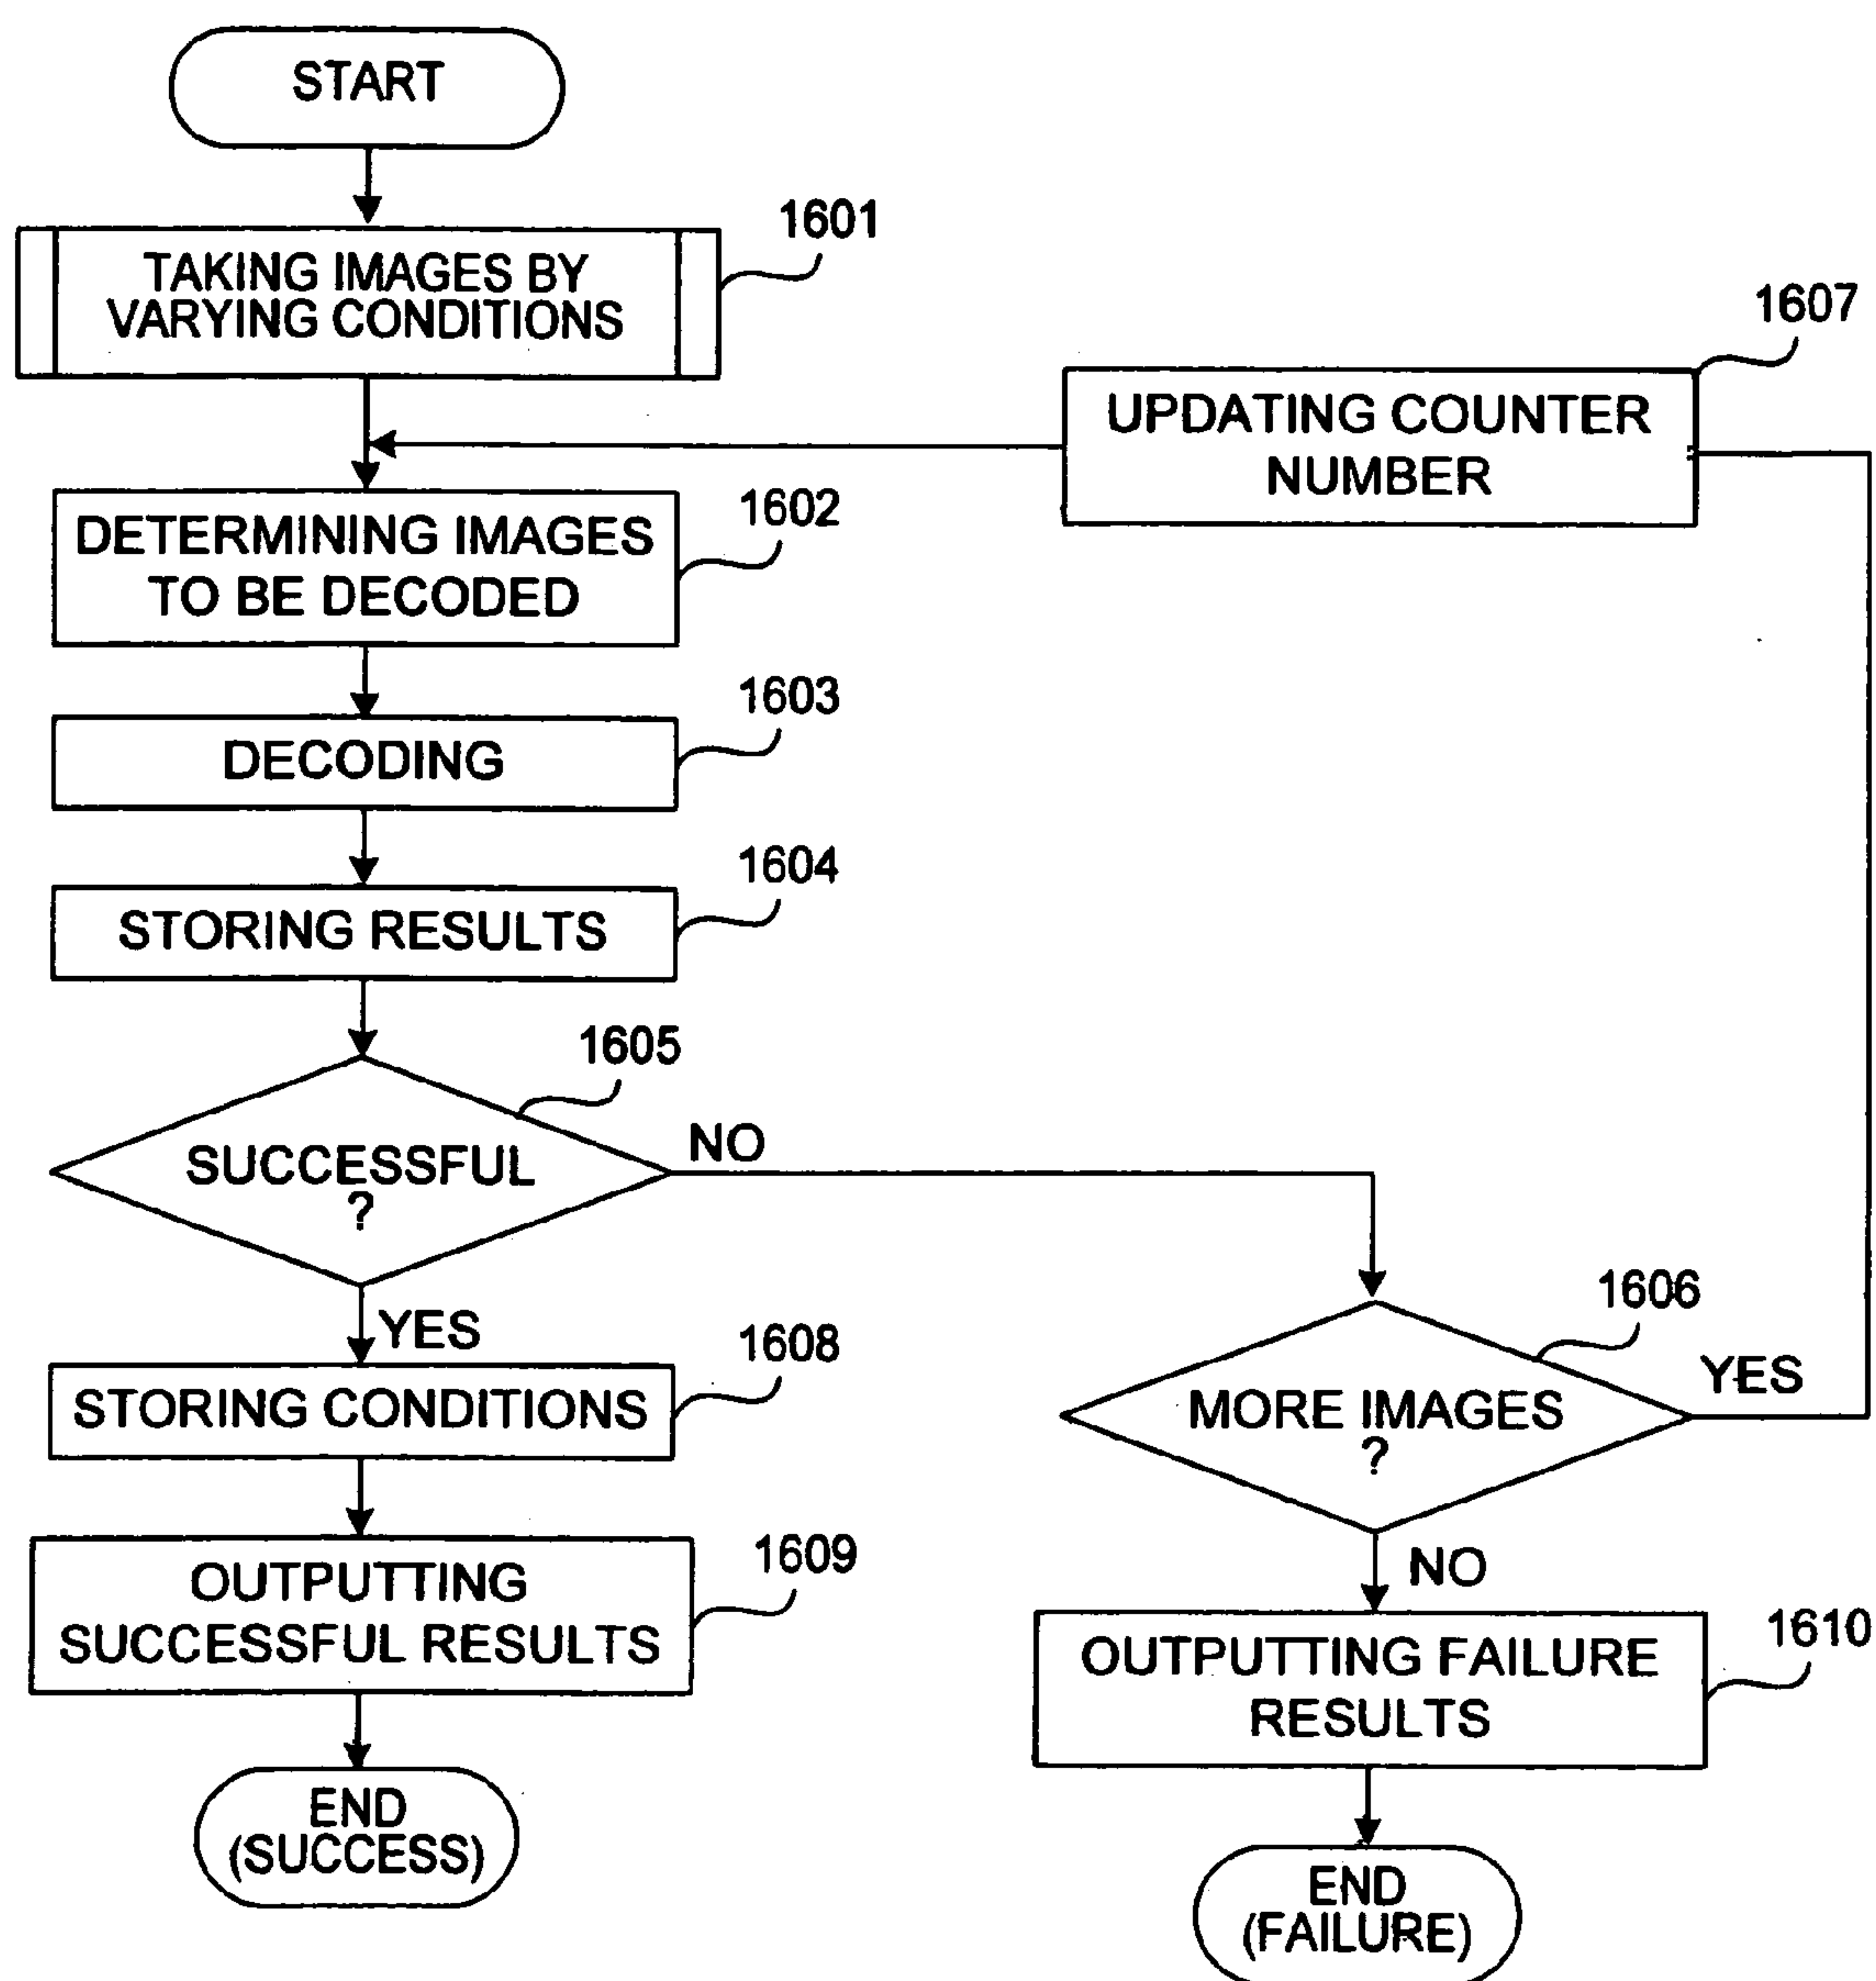 START
1601
TAKING IMAGES BY
VARYING CONDITIONS
1607
UPDATING COUNTER
NUMBER
1602
DETERMINING IMAGES
TO BE DECODED
1603
DECODING
1604
STORING RESULTS
1605
SUCCESSFUL
?
NO
YES
1606
MORE IMAGES
?
YES
NO
1608
STORING CONDITIONS
1609
OUTPUTTING
SUCCESSFUL RESULTS
1610
OUTPUTTING FAILURE
RESULTS
END
(SUCCESS)
END
(FAILURE)